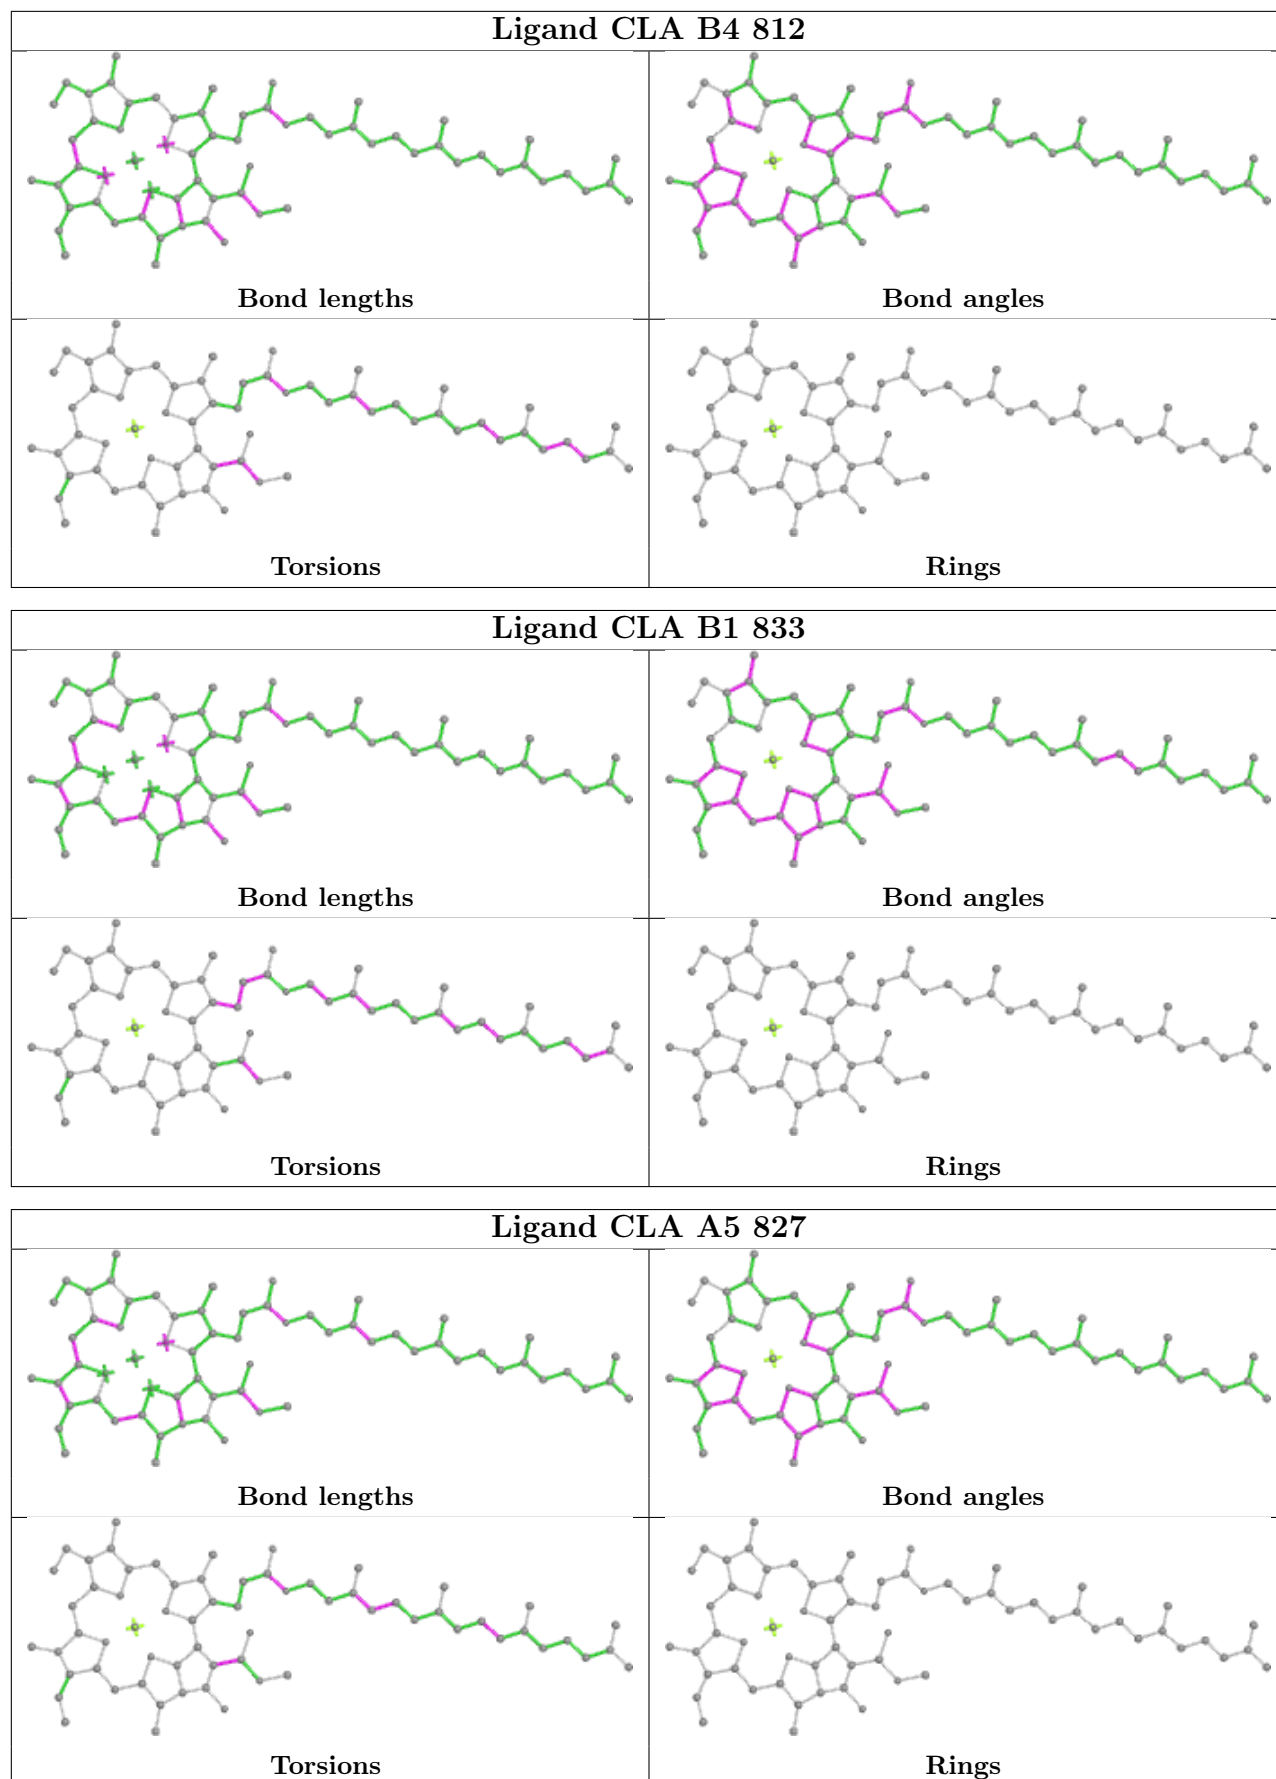 Ligand CLA B4 812
Bond lengths
Bond angles
Torsions
Rings
Ligand CLA B1 833
Bond lengths
Bond angles
Torsions
Rings
Ligand CLA A5 827
Bond lengths
Bond angles
Torsions
Rings